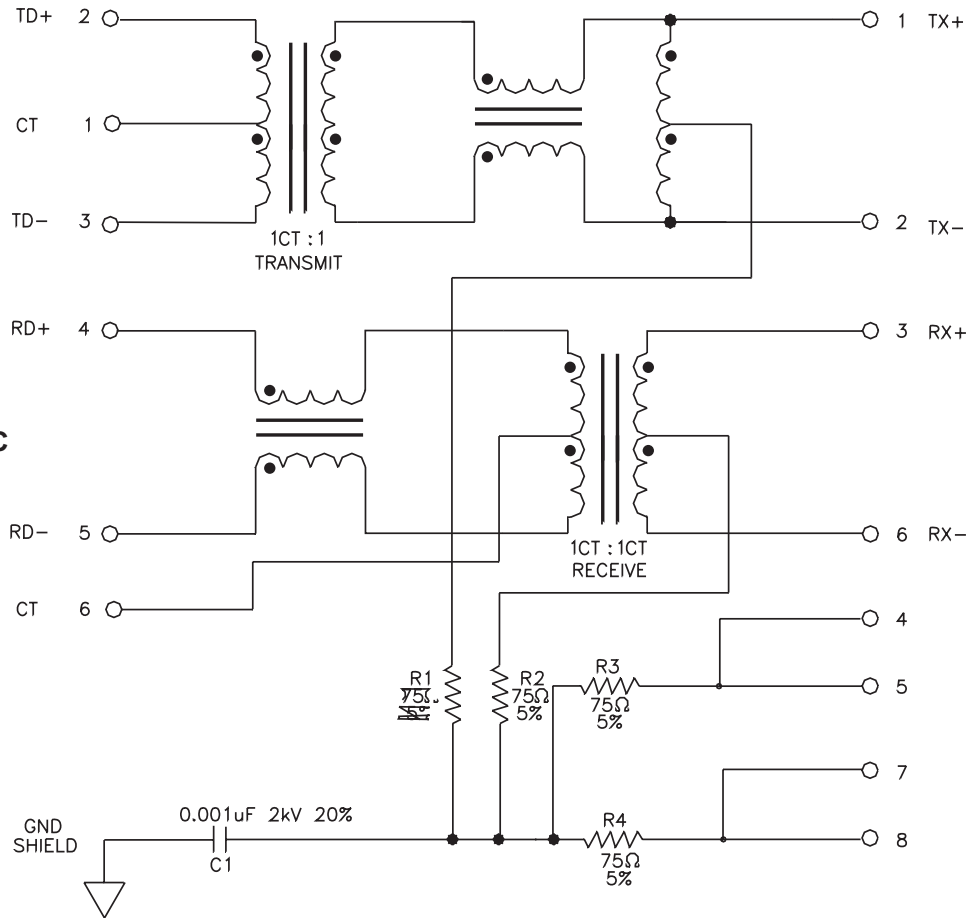 TD+ 2
1 TX+
CT 1
TD- 3
2 TX-
1CT : 1
TRANSMIT
RD+ 4
3 RX+
C
RD- 5
6 RX-
1CT : 1CT
RECEIVE
CT 6
4
R1
75Ω
5%
R2
75Ω
5%
R3
75Ω
5%
5
7
0.001uF 2kV 20%
C1
GND
SHIELD
R4
75Ω
5%
8